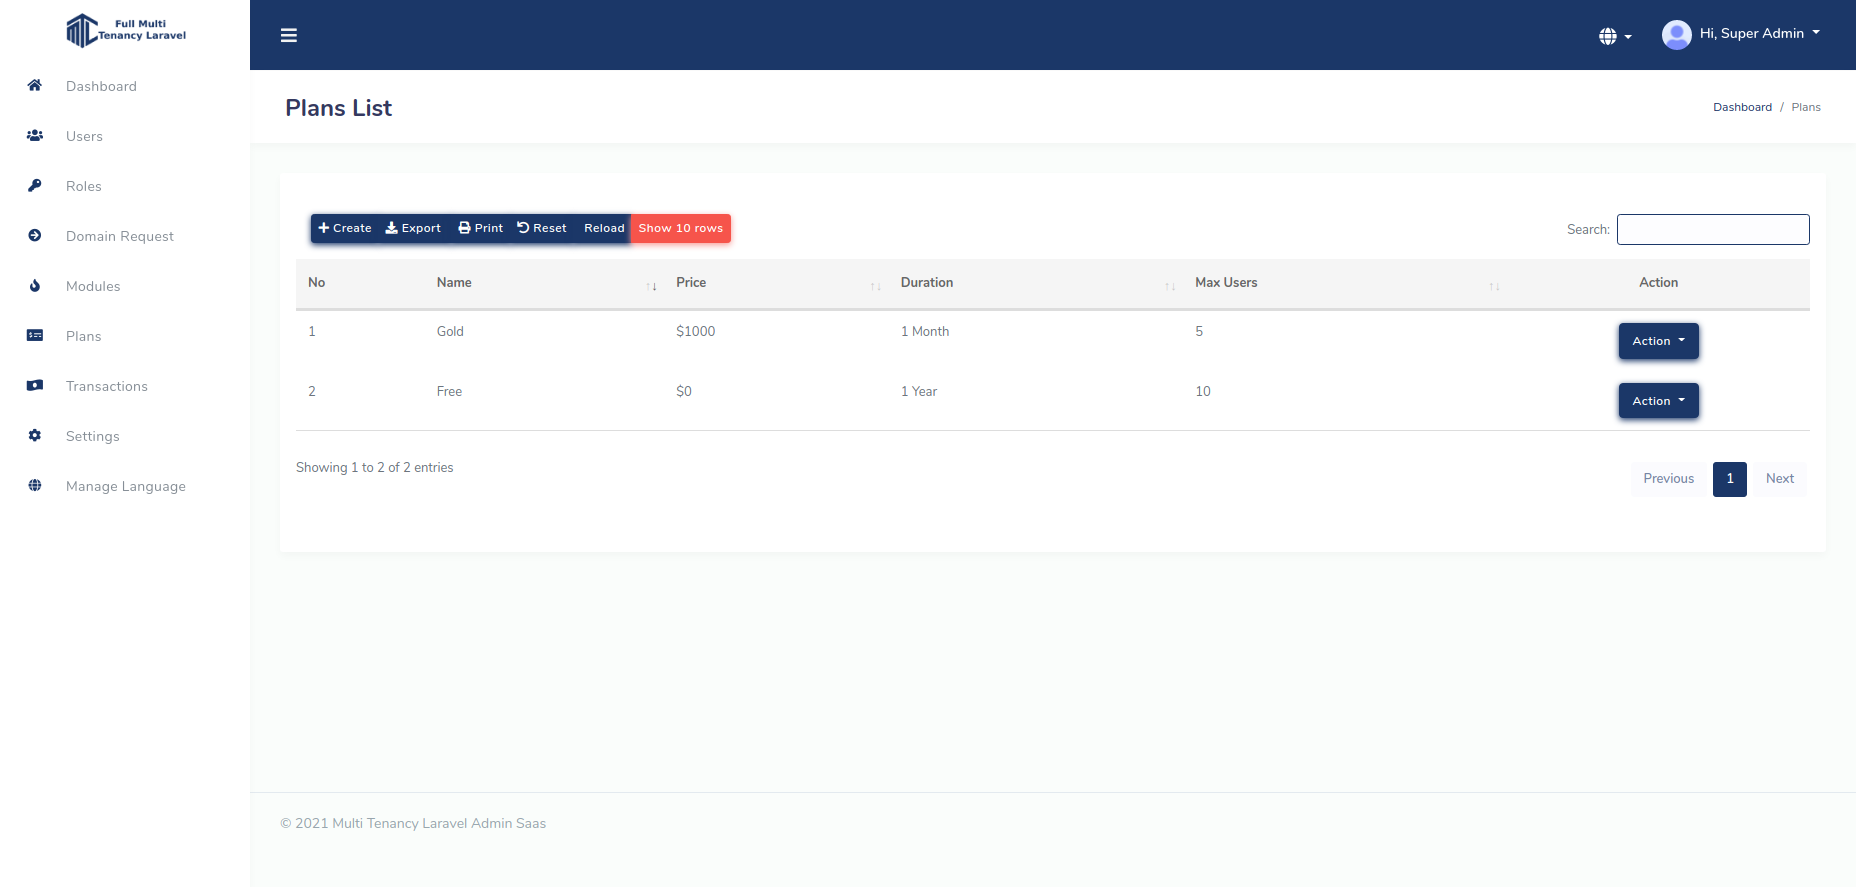 Full Multi
Tenancy Laravel
Hi, Super Admin
Dashboard
Users
Roles
Domain Request
Modules
Plans
Transactions
Settings
Manage Language
Plans List
Dashboard / Plans
Create Export Print Reset Reload Show 10 rows
Search:
No Name Price Duration Max Users Action
1 Gold $1000 1 Month 5 Action
2 Free $0 1 Year 10 Action
Showing 1 to 2 of 2 entries
Previous 1 Next
© 2021 Multi Tenancy Laravel Admin Saas